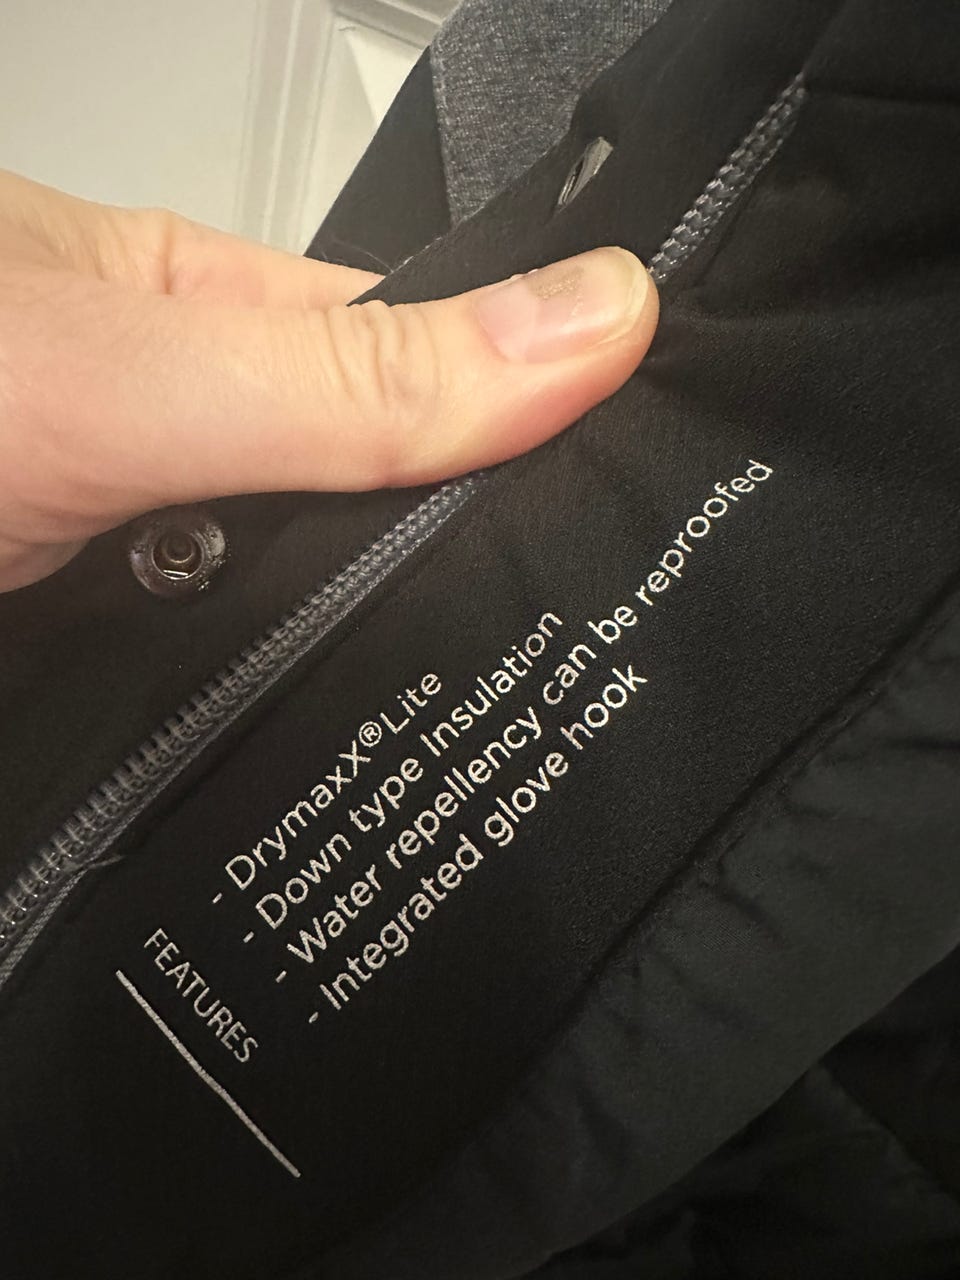 FEATURES
- DrymaxX®Lite
- Down type Insulation
- Water repellency can be reproofed
- Integrated glove hook